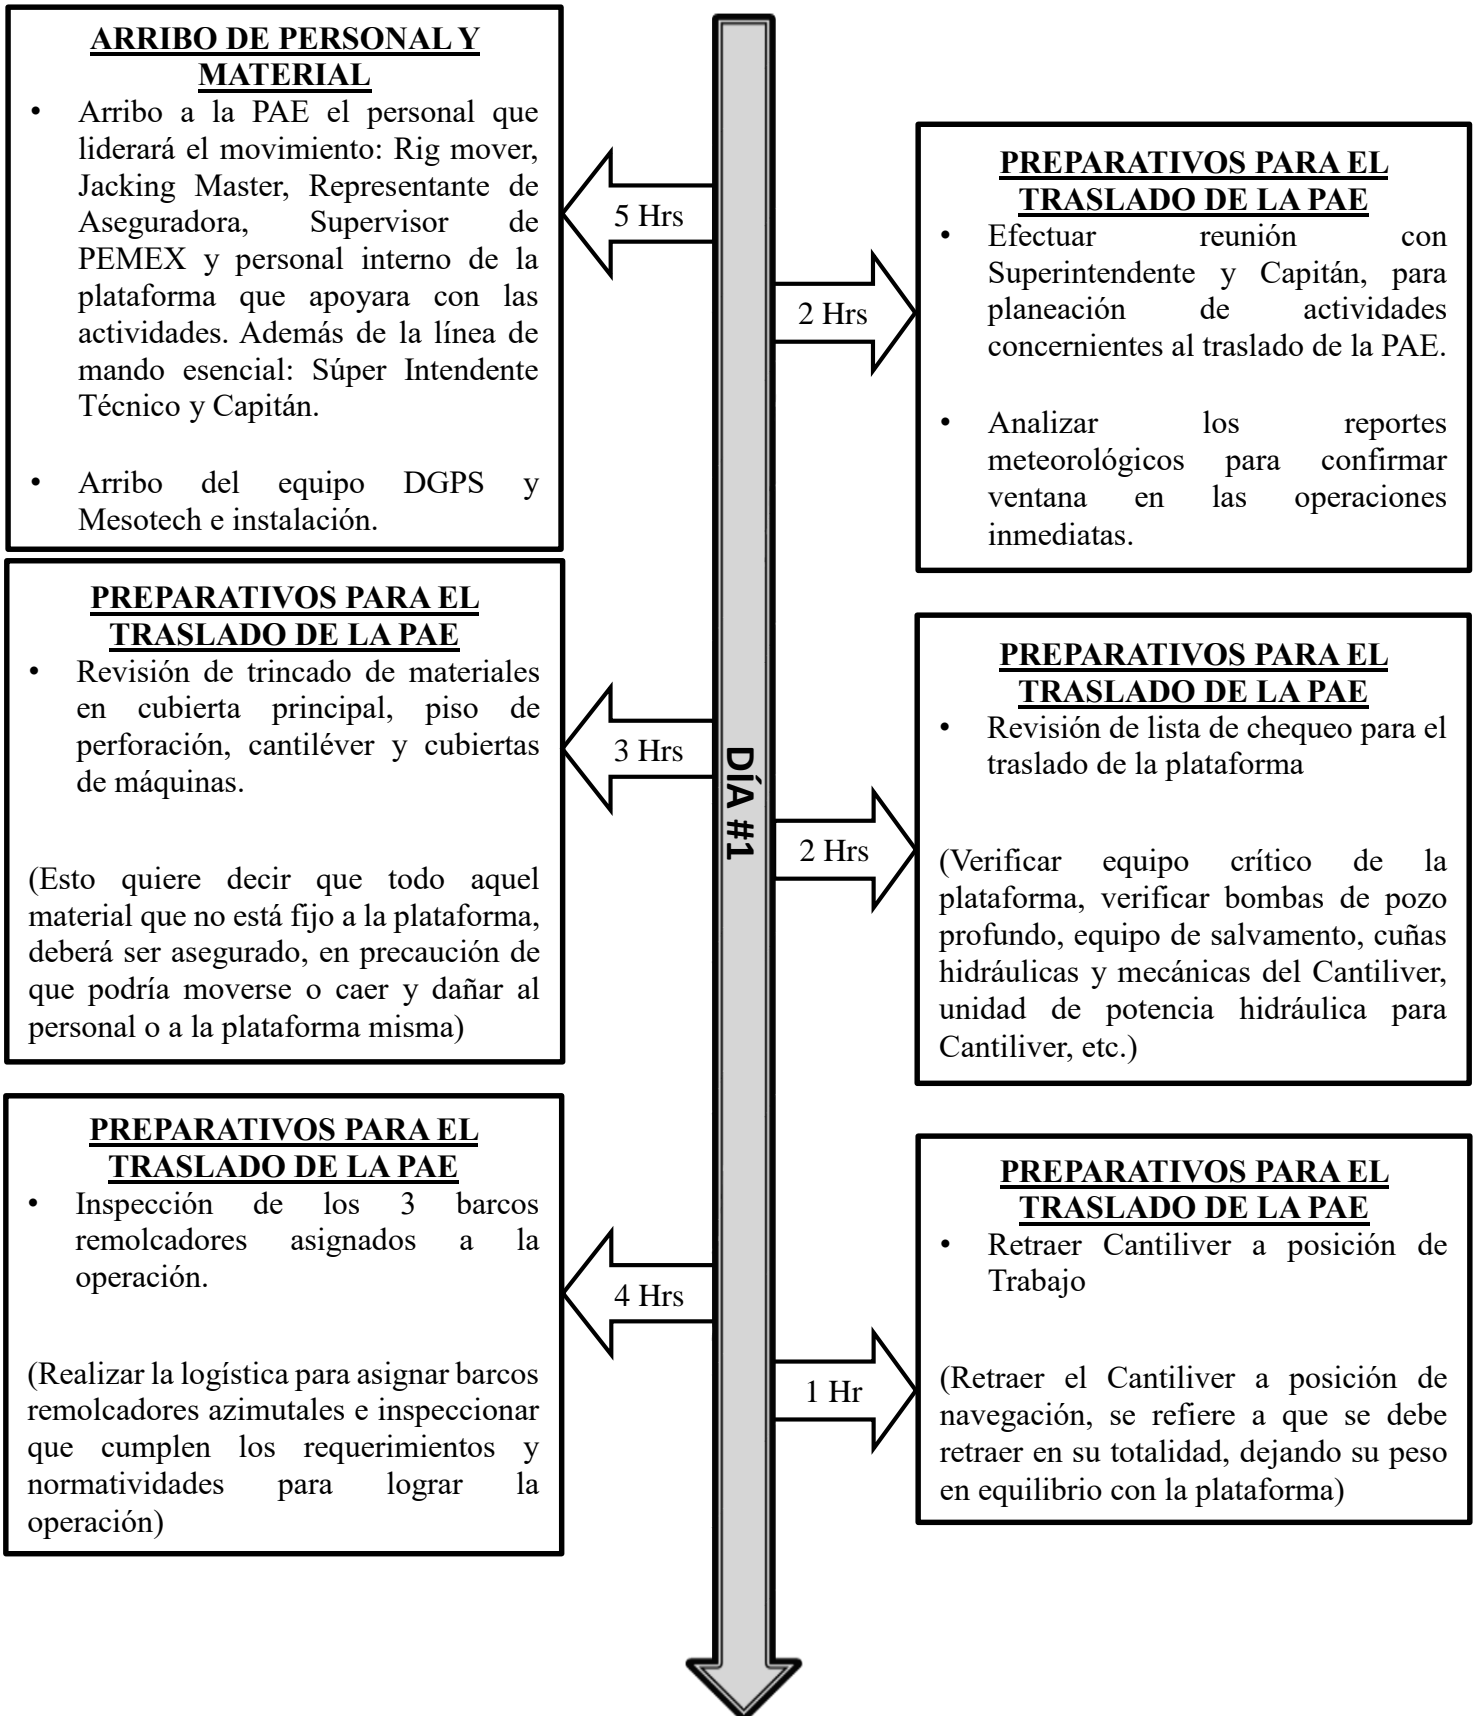 ARRIBO DE PERSONAL Y
MATERIAL
• Arribo a la PAE el personal que
liderará el movimiento: Rig mover,
Jacking Master, Representante de
Aseguradora, Supervisor de
PEMEX y personal interno de la
plataforma que apoyara con las
actividades. Además de la línea de
mando esencial: Súper Intendente
Técnico y Capitán.
• Arribo del equipo DGPS y
Mesotech e instalación.
5 Hrs
PREPARATIVOS PARA EL
TRASLADO DE LA PAE
• Efectuar reunión con
Superintendente y Capitán, para
planeación de actividades
concernientes al traslado de la PAE.
• Analizar los reportes
meteorológicos para confirmar
ventana en las operaciones
inmediatas.
2 Hrs
PREPARATIVOS PARA EL
TRASLADO DE LA PAE
• Revisión de trincado de materiales
en cubierta principal, piso de
perforación, cantiléver y cubiertas
de máquinas.
(Esto quiere decir que todo aquel
material que no está fijo a la plataforma,
deberá ser asegurado, en precaución de
que podría moverse o caer y dañar al
personal o a la plataforma misma)
3 Hrs
DÍA #1
PREPARATIVOS PARA EL
TRASLADO DE LA PAE
• Revisión de lista de chequeo para el
traslado de la plataforma
(Verificar equipo crítico de la
plataforma, verificar bombas de pozo
profundo, equipo de salvamento, cuñas
hidráulicas y mecánicas del Cantiliver,
unidad de potencia hidráulica para
Cantiliver, etc.)
2 Hrs
PREPARATIVOS PARA EL
TRASLADO DE LA PAE
• Inspección de los 3 barcos
remolcadores asignados a la
operación.
(Realizar la logística para asignar barcos
remolcadores azimutales e inspeccionar
que cumplen los requerimientos y
normatividades para lograr la
operación)
4 Hrs
PREPARATIVOS PARA EL
TRASLADO DE LA PAE
• Retraer Cantiliver a posición de
Trabajo
(Retraer el Cantiliver a posición de
navegación, se refiere a que se debe
retraer en su totalidad, dejando su peso
en equilibrio con la plataforma)
1 Hr